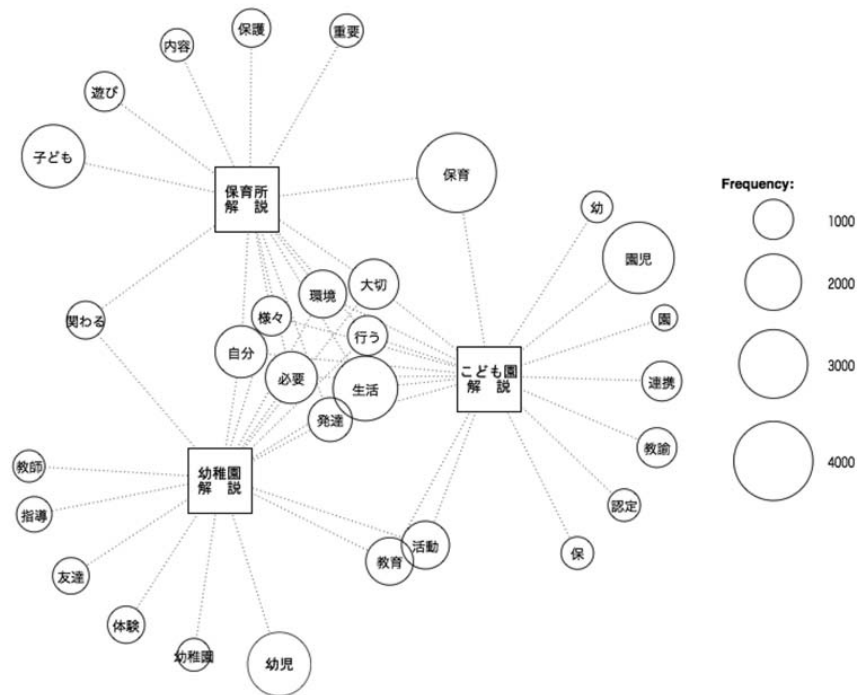 内容
保護
重要
遊び
子ども
保育所
解 説
保育
幼
園児
環境
大切
関わる
様々
行う
園
自分
必要
生活
こども園
解 説
連携
発達
教諭
教師
幼稚園
解 説
指導
認定
活動
教育
保
友達
体験
幼稚園
幼児
Frequency:
1000
2000
3000
4000